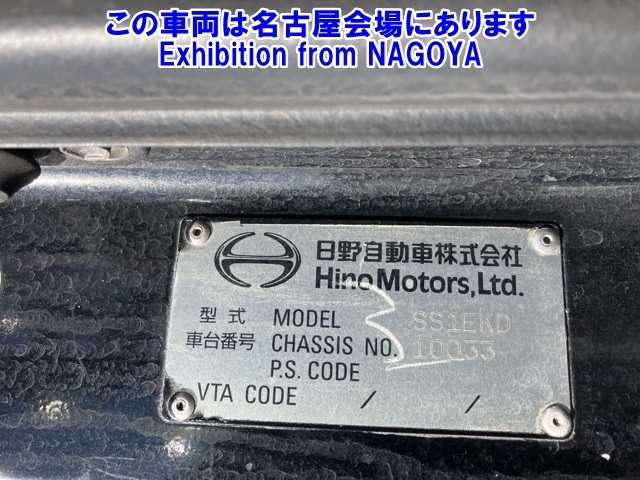 この車両は名古屋会場にあります
Exhibition from NAGOYA
日野自動車株式会社
Hino Motors, Ltd.
型式 MODEL SS1EKD
車台番号 CHASSIS NO. 10033
P.S. CODE
VTA CODE / /
3